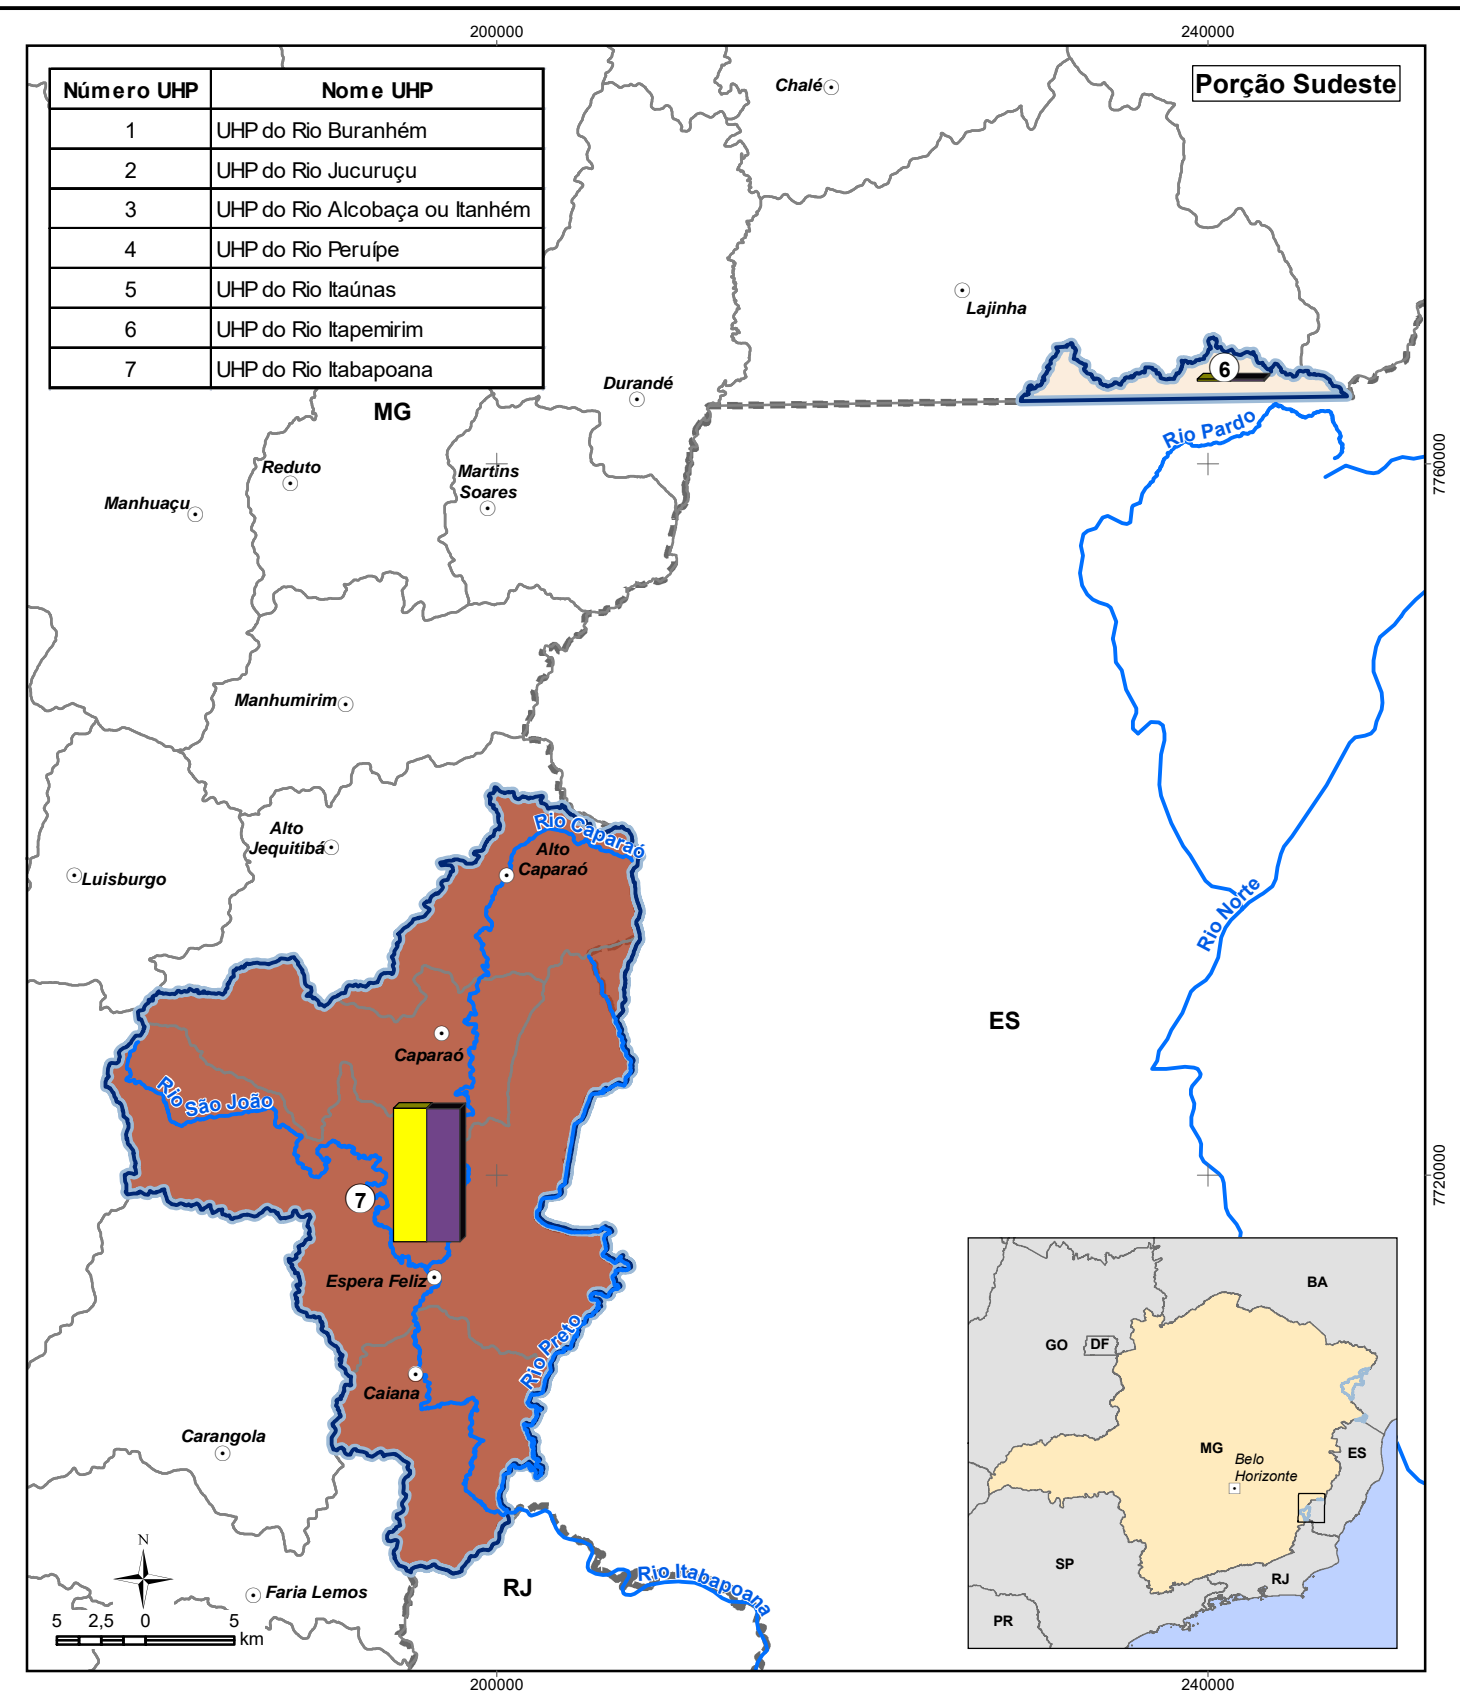 200000 240000
Porção Sudeste
Número UHP Nome UHP
1 UHP do Rio Buranhém
2 UHP do Rio Jucuruçu
3 UHP do Rio Alcobaça ou Itanhém
4 UHP do Rio Peruípe
5 UHP do Rio Itaúnas
6 UHP do Rio Itapemirim
7 UHP do Rio Itabapoana
Chalé
Lajinha
6
Durandé
MG
Rio Pardo
Reduto
Martins
Soares
Manhuaçu
7760000
Manhumirim
Alto
Jequitibá
Rio Caparaó
Alto
Caparaó
Luisburgo
Rio Norte
ES
Caparaó
Rio São João
7
7720000
Espera Feliz
Rio Preto
Caiana
Carangola
N
Faria Lemos
RJ
Rio Itabapoana
5 2,5 0 5
km
BA
GO
DF
MG
Belo
Horizonte
ES
SP
RJ
PR
200000 240000